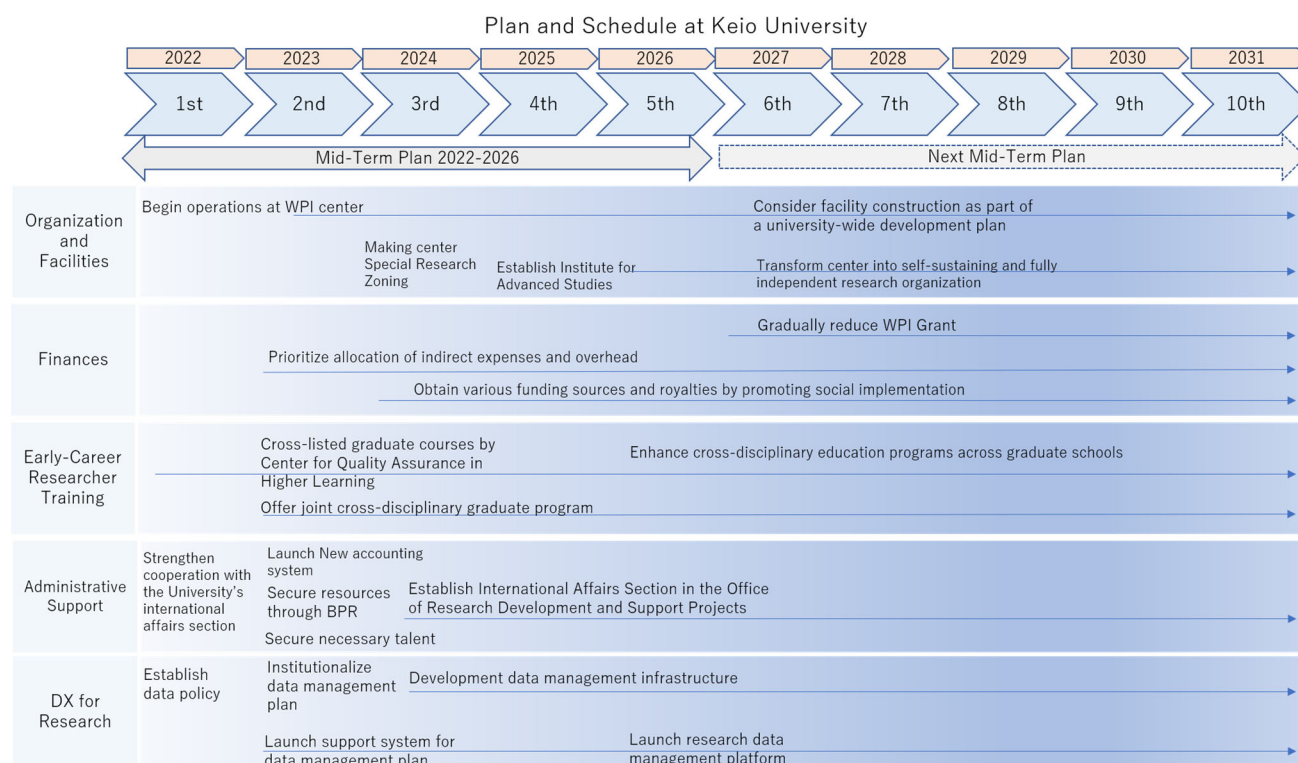 Plan and Schedule at Keio University
2022
2023
2024
2025
2026
2027
2028
2029
2030
2031
1st
2nd
3rd
4th
5th
6th
7th
8th
9th
10th
Mid-Term Plan 2022-2026
Next Mid-Term Plan
Organization
and
Facilities
Begin operations at WPI center
Consider facility construction as part of
a university-wide development plan
Making center
Special Research
Zoning
Establish Institute for
Advanced Studies
Transform center into self-sustaining and fully
independent research organization
Finances
Gradually reduce WPI Grant
Prioritize allocation of indirect expenses and overhead
Obtain various funding sources and royalties by promoting social implementation
Early-Career
Researcher
Training
Cross-listed graduate courses by
Center for Quality Assurance in
Higher Learning
Enhance cross-disciplinary education programs across graduate schools
Offer joint cross-disciplinary graduate program
Administrative
Support
Strengthen
cooperation with
the University's
international
affairs section
Launch New accounting
system
Secure resources
through BPR
Establish International Affairs Section in the Office
of Research Development and Support Projects
Secure necessary talent
DX for
Research
Establish
data policy
Institutionalize
data management
plan
Development data management infrastructure
Launch support system for
data management plan
Launch research data
management platform